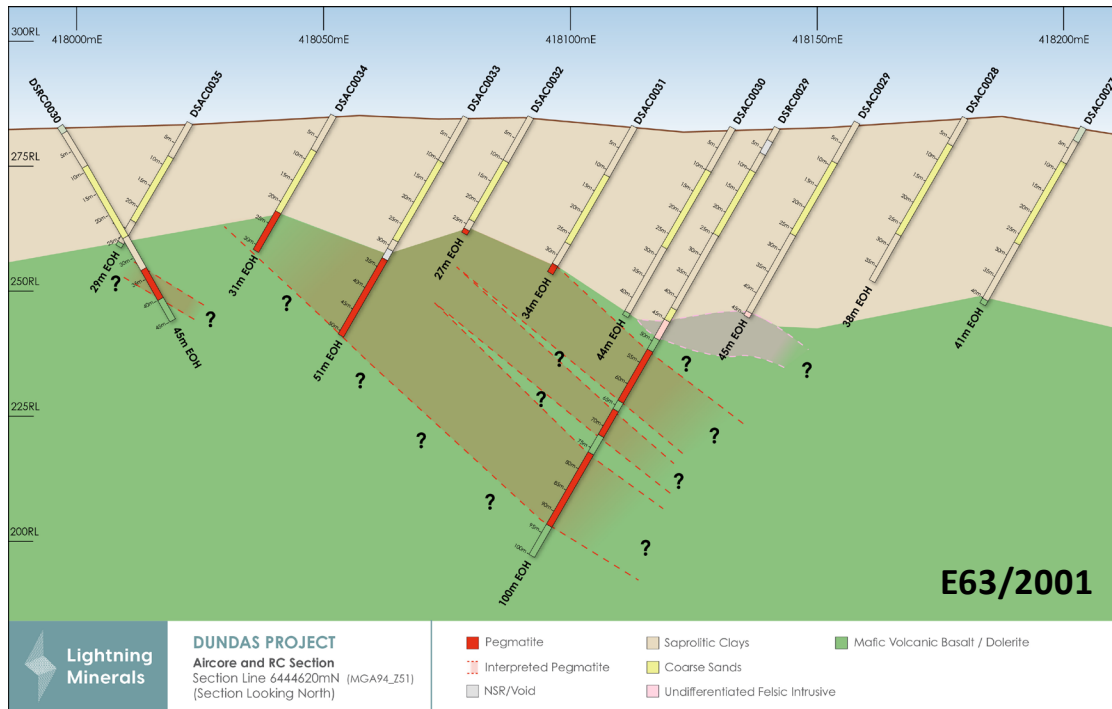 300RL
418000mE
418050mE
418100mE
418150mE
418200mE
DSRC0030
DSAC0035
DSAC0034
DSAC0033
DSAC0032
DSAC0031
DSAC0030
DSRC0029
DSAC0029
DSAC0028
DSAC0027
275RL
250RL
225RL
200RL
29m EOH
45m EOH
31m EOH
51m EOH
27m EOH
34m EOH
44m EOH
100m EOH
45m EOH
38m EOH
41m EOH
?
?
?
?
?
?
?
?
?
?
?
?
?
E63/2001
Lightning
Minerals
DUNDAS PROJECT
Aircore and RC Section
Section Line 6444620mN (MGA94_Z51)
(Section Looking North)
Pegmatite
Interpreted Pegmatite
NSR/Void
Saprolitic Clays
Coarse Sands
Undifferentiated Felsic Intrusive
Mafic Volcanic Basalt / Dolerite